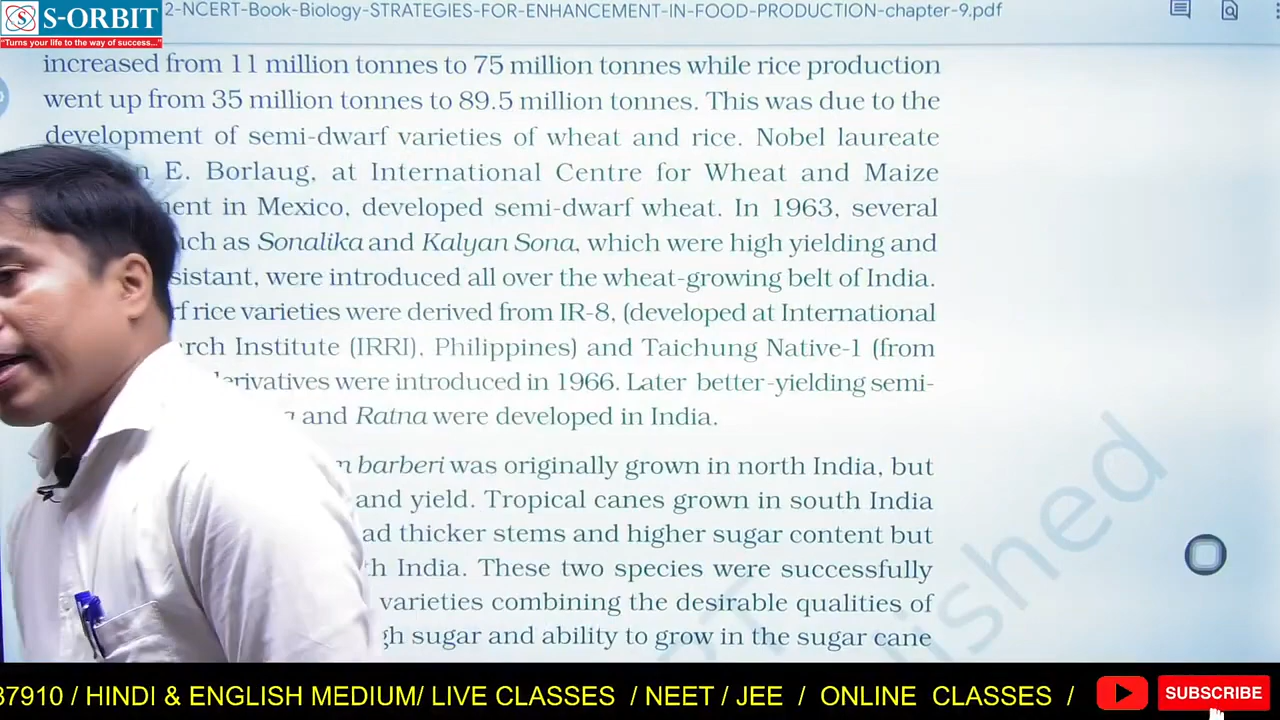 S-ORBIT
"Turns your life to the way of success..."
2-NCERT-Book-Biology-STRATEGIES-FOR-ENHANCEMENT-IN-FOOD-PRODUCTION-chapter-9.pdf
increased from 11 million tonnes to 75 million tonnes while rice production
went up from 35 million tonnes to 89.5 million tonnes. This was due to the
development of semi-dwarf varieties of wheat and rice. Nobel laureate
E. Borlaug, at International Centre for Wheat and Maize
in Mexico, developed semi-dwarf wheat. In 1963, several
as Sonalika and Kalyan Sona, which were high yielding and
were introduced all over the wheat-growing belt of India.
rice varieties were derived from IR-8, (developed at International
Institute (IRRI), Philippines) and Taichung Native-1 (from
were introduced in 1966. Later better-yielding semi-
and Ratna were developed in India.
barberi was originally grown in north India, but
and yield. Tropical canes grown in south India
thicker stems and higher sugar content but
India. These two species were successfully
varieties combining the desirable qualities of
sugar and ability to grow in the sugar cane
37910 / HINDI & ENGLISH MEDIUM/ LIVE CLASSES / NEET / JEE / ONLINE CLASSES /
SUBSCRIBE